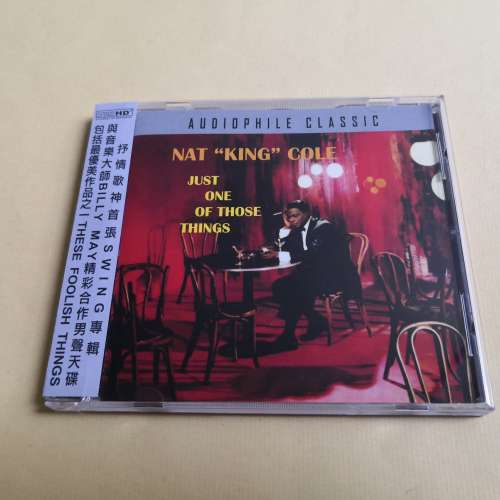 HD
AUDIOPHILE CLASSIC
NAT “KING” COLE
JUST
ONE
OF THOSE
THINGS
抒情歌神首張SWING專輯
與音樂大師BILLY MAY精彩合作男聲天碟
包括最優美作品之一THESE FOOLISH THINGS